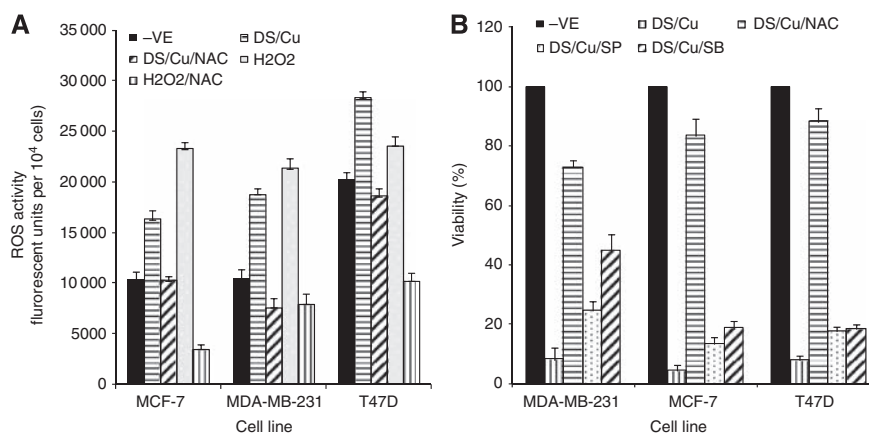 A
–VE
DS/Cu
DS/Cu/NAC
H2O2
H2O2/NAC
35 000
30 000
25 000
20 000
15 000
10 000
5000
0
ROS activity
flurorescent units per 10⁴ cells)
MCF-7
MDA-MB-231
T47D
Cell line
B
–VE
DS/Cu
DS/Cu/NAC
DS/Cu/SP
DS/Cu/SB
120
100
80
60
40
20
0
Viability (%)
MDA-MB-231
MCF-7
T47D
Cell line